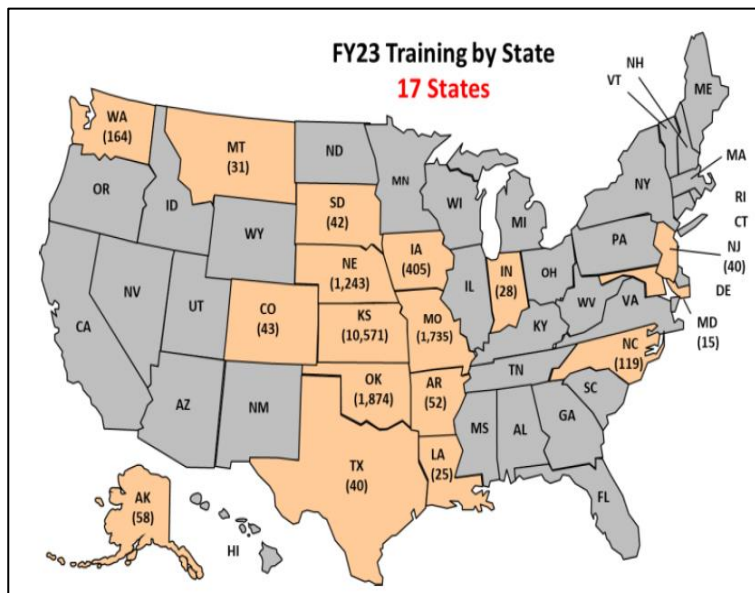 FY23 Training by State
17 States
WA
(164)
MT
(31)
ND
MN
OR
ID
WY
SD
(42)
WI
MI
NY
VT
NH
ME
MA
RI
CT
NJ
(40)
PA
DE
MD
(15)
NV
UT
CA
CO
(43)
NE
(1,243)
IA
(405)
IL
IN
(28)
OH
WV
VA
KS
(10,571)
MO
(1,735)
KY
NC
(119)
TN
SC
AZ
NM
OK
(1,874)
AR
(52)
MS
AL
GA
TX
(40)
LA
(25)
FL
AK
(58)
HI